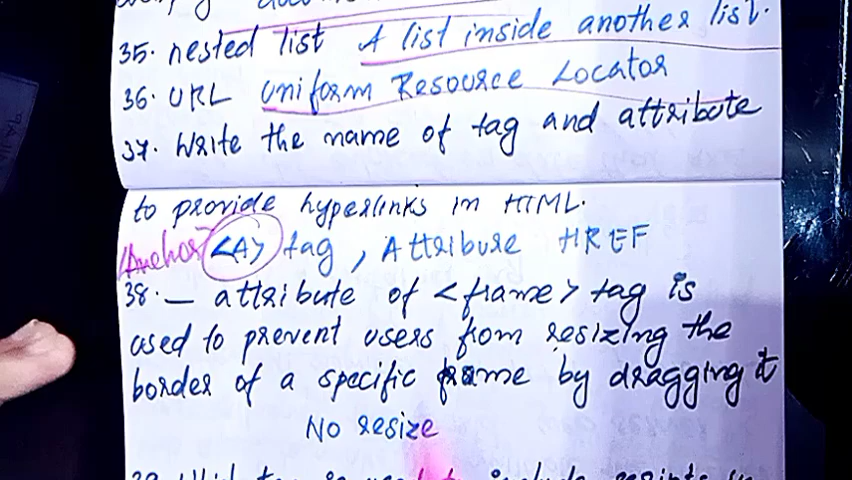 35. nested list A list inside another list.
36. URL Uniform Resource Locator
37. Write the name of tag and attribute
to provide hyperlinks in HTML.
Anchor <A> tag, Attribure HREF
38. — attribute of <frame> tag is
used to prevent users from resizing the
border of a specific frame by dragging it
No resize